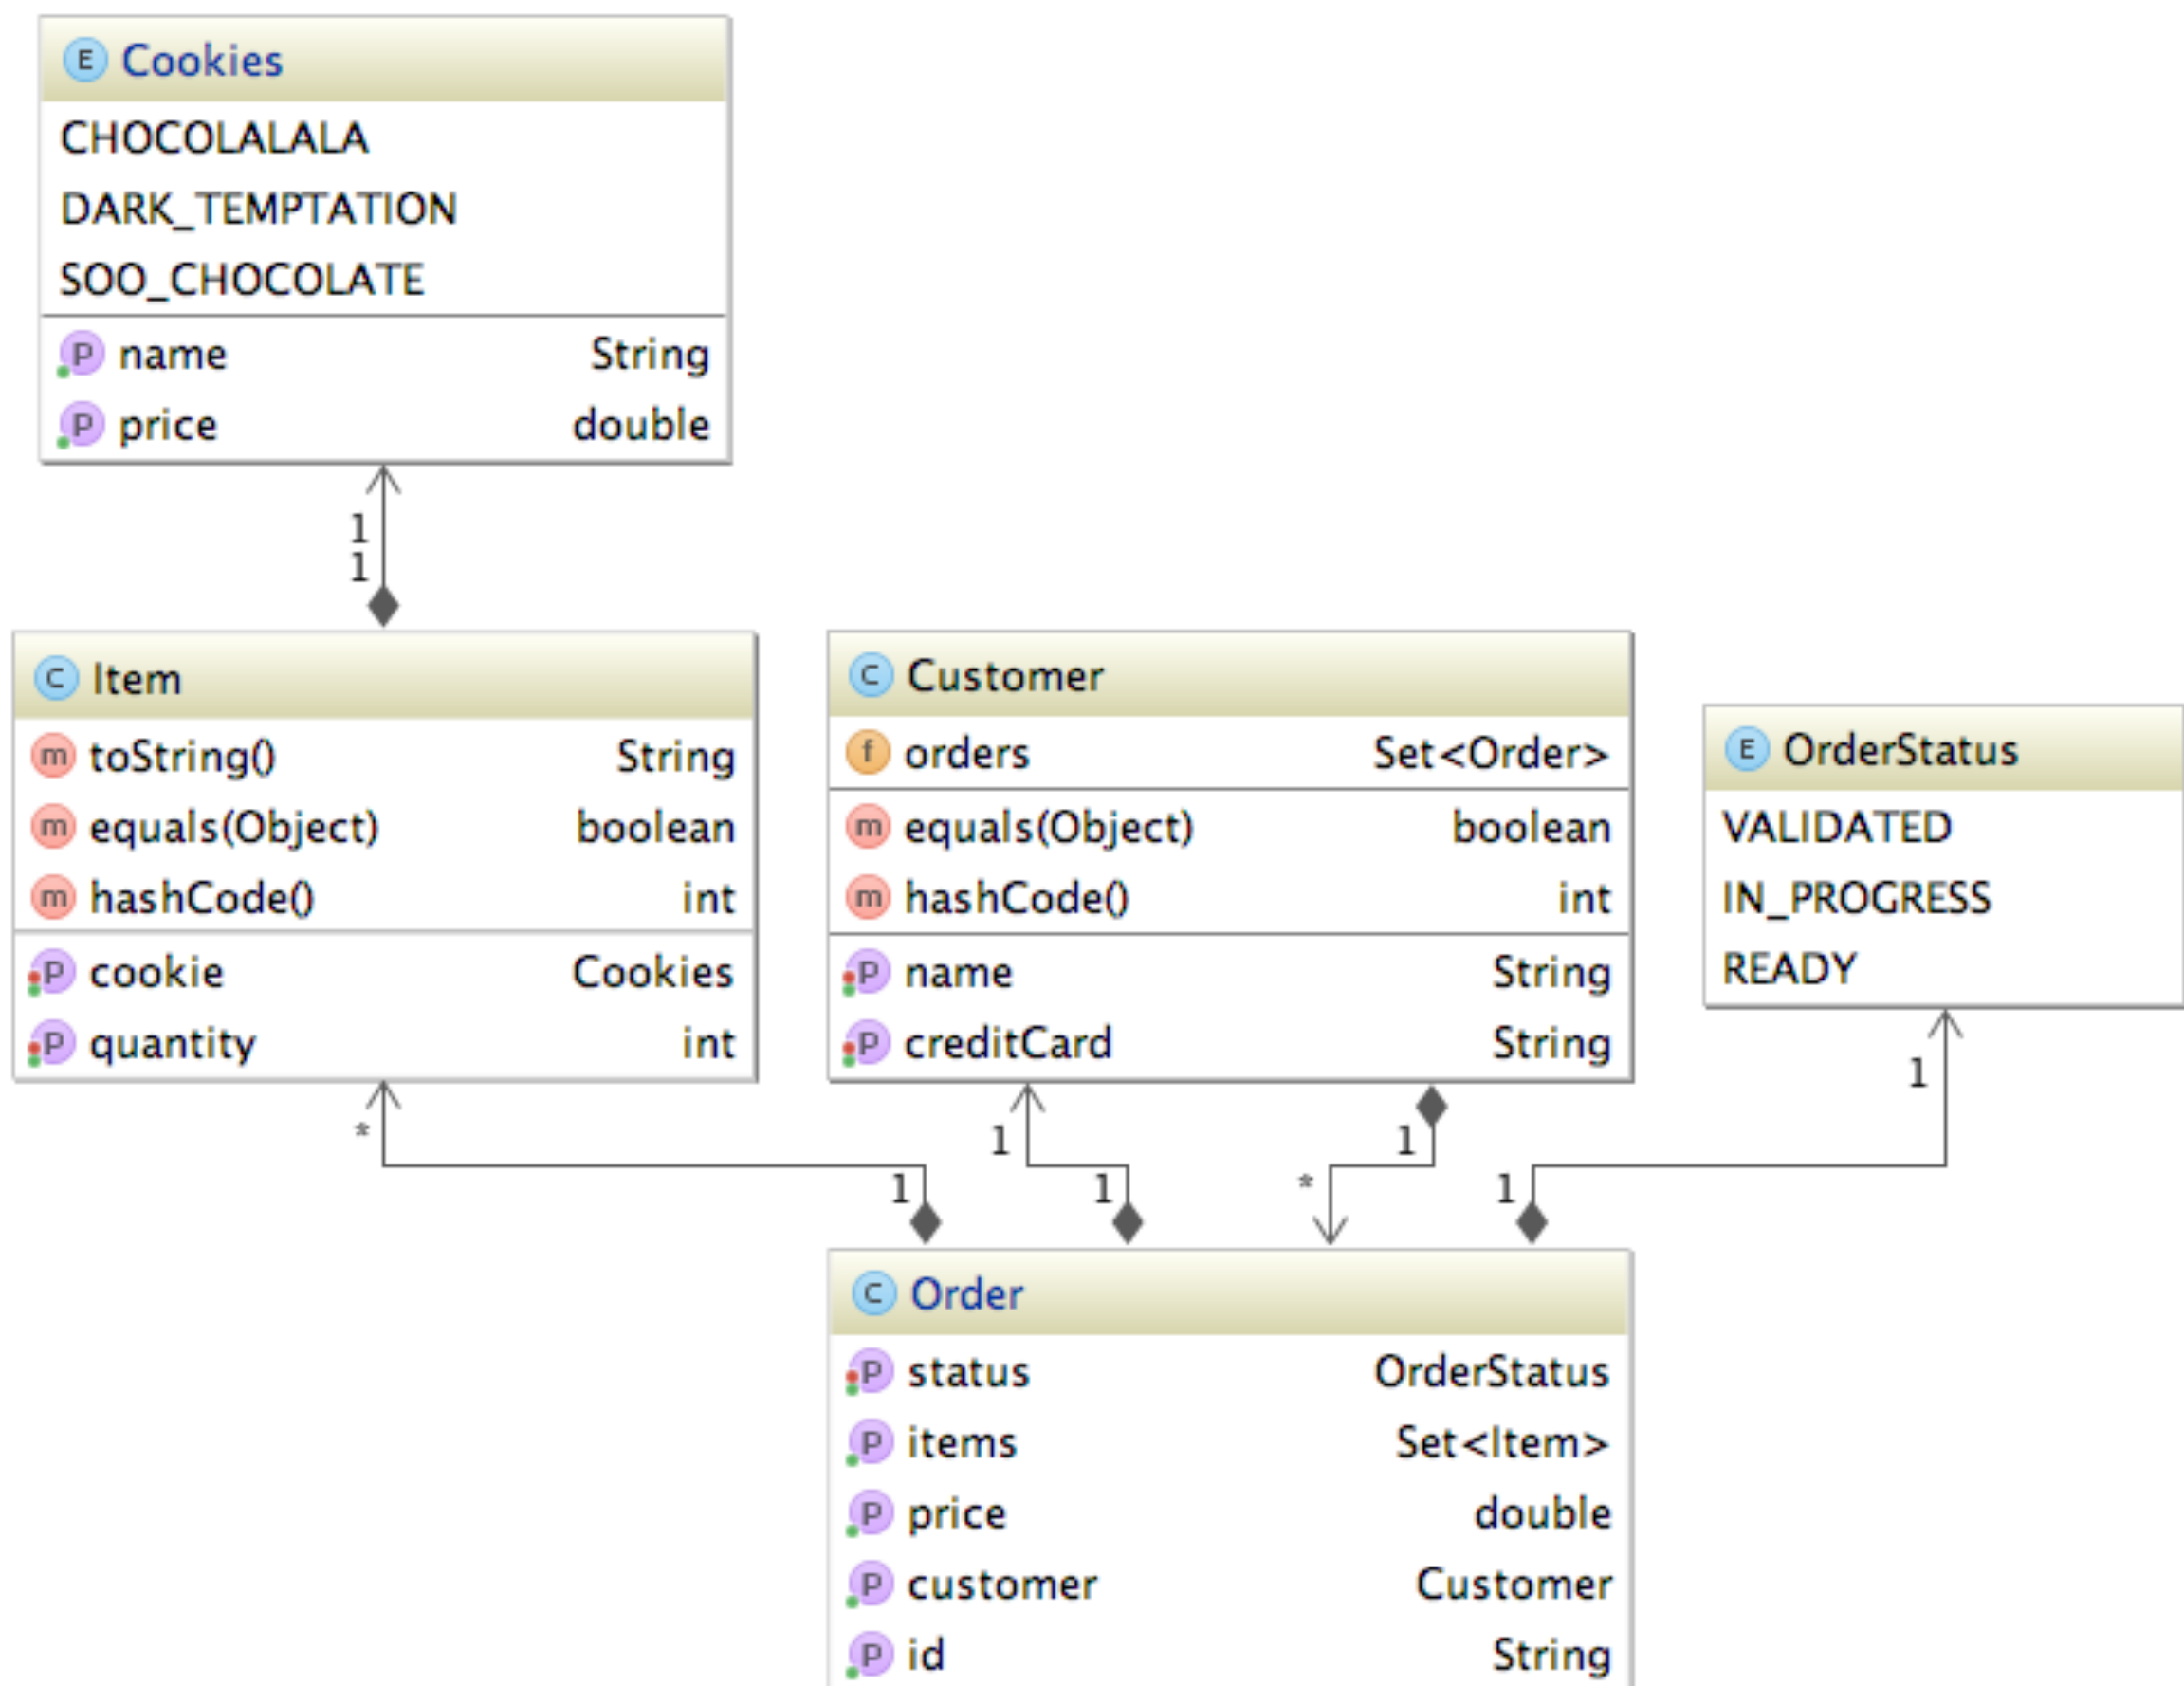 E Cookies
CHOCOLALALA
DARK_TEMPTATION
SOO_CHOCOLATE
P name String
P price double
1
1
C Item
m toString() String
m equals(Object) boolean
m hashCode() int
P cookie Cookies
P quantity int
C Customer
f orders Set<Order>
m equals(Object) boolean
m hashCode() int
P name String
P creditCard String
E OrderStatus
VALIDATED
IN_PROGRESS
READY
* 1
1 1
1 *
1 1
C Order
P status OrderStatus
P items Set<Item>
P price double
P customer Customer
P id String